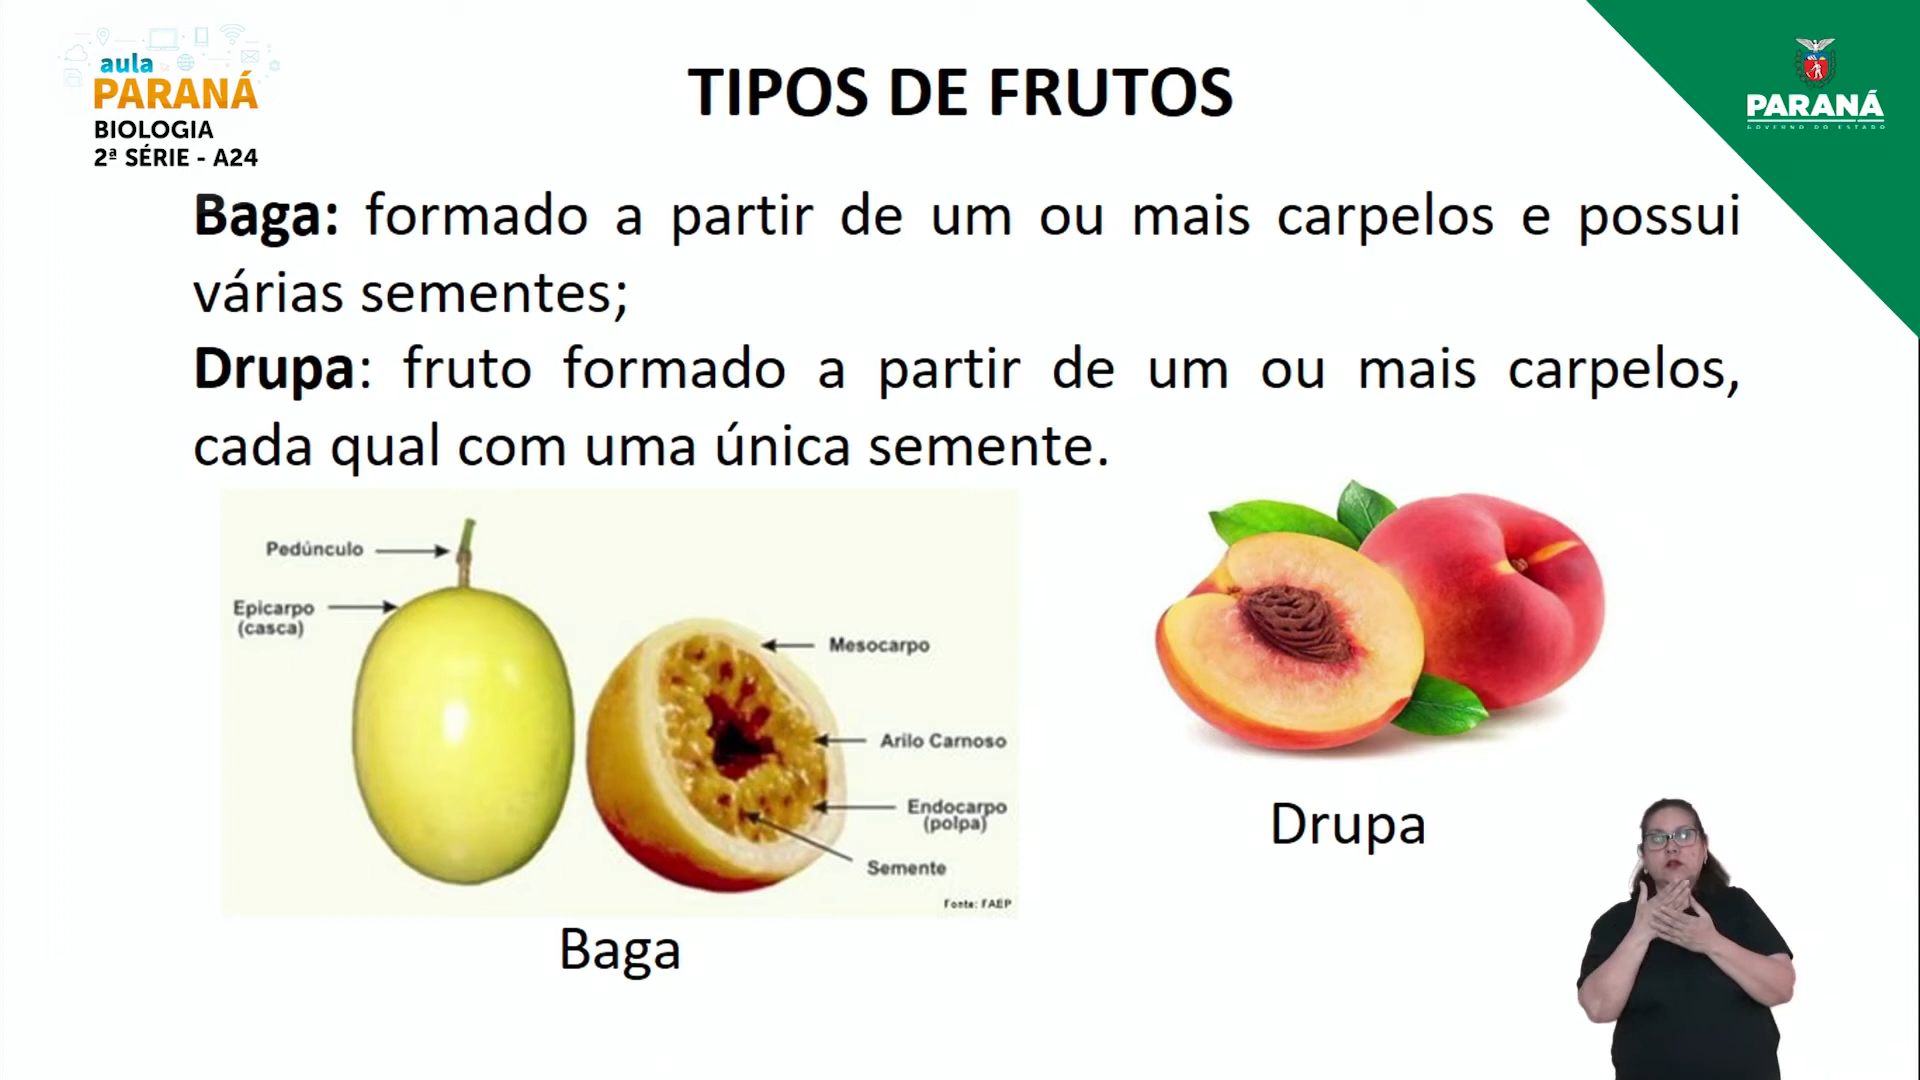 aula
PARANÁ
BIOLOGIA
2ª SÉRIE - A24
TIPOS DE FRUTOS
PARANÁ
GOVERNO DO ESTADO
Baga: formado a partir de um ou mais carpelos e possui
várias sementes;
Drupa: fruto formado a partir de um ou mais carpelos,
cada qual com uma única semente.
Pedúnculo
Epicarpo
(casca)
Mesocarpo
Arilo Carnoso
Endocarpo
(polpa)
Semente
Fonte: FAEP
Baga
Drupa